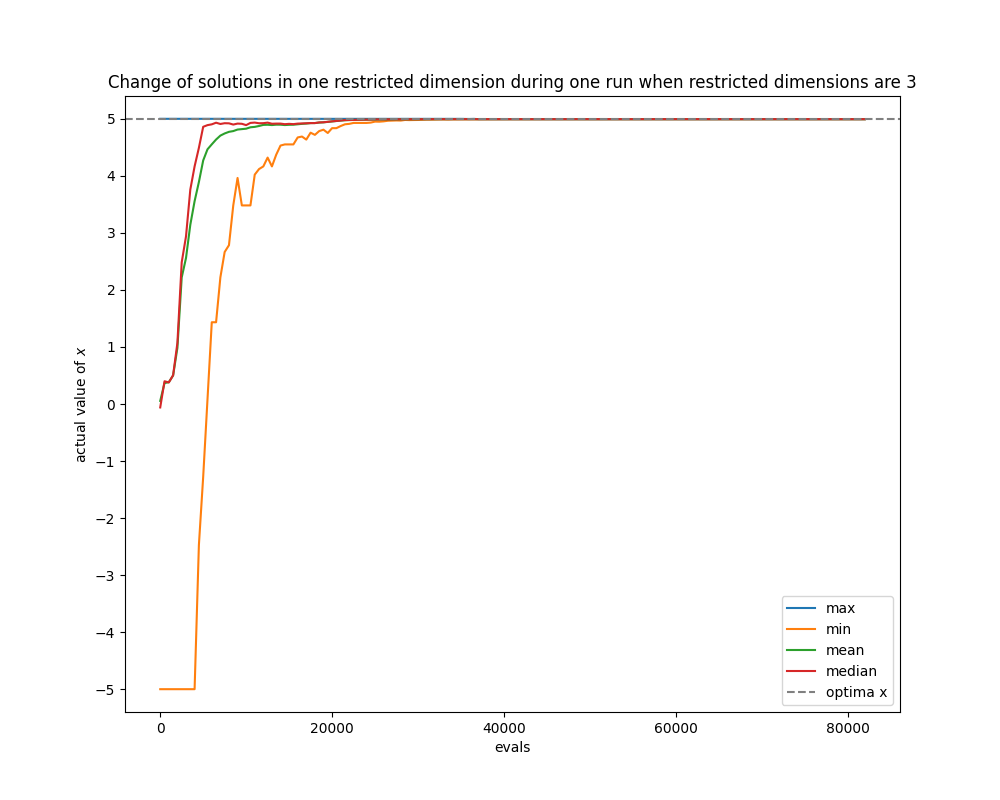 Change of solutions in one restricted dimension during one run when restricted dimensions are 3
5
4
3
2
1
0
−1
−2
−3
−4
−5
actual value of x
0 20000 40000 60000 80000
evals
max
min
mean
median
optima x